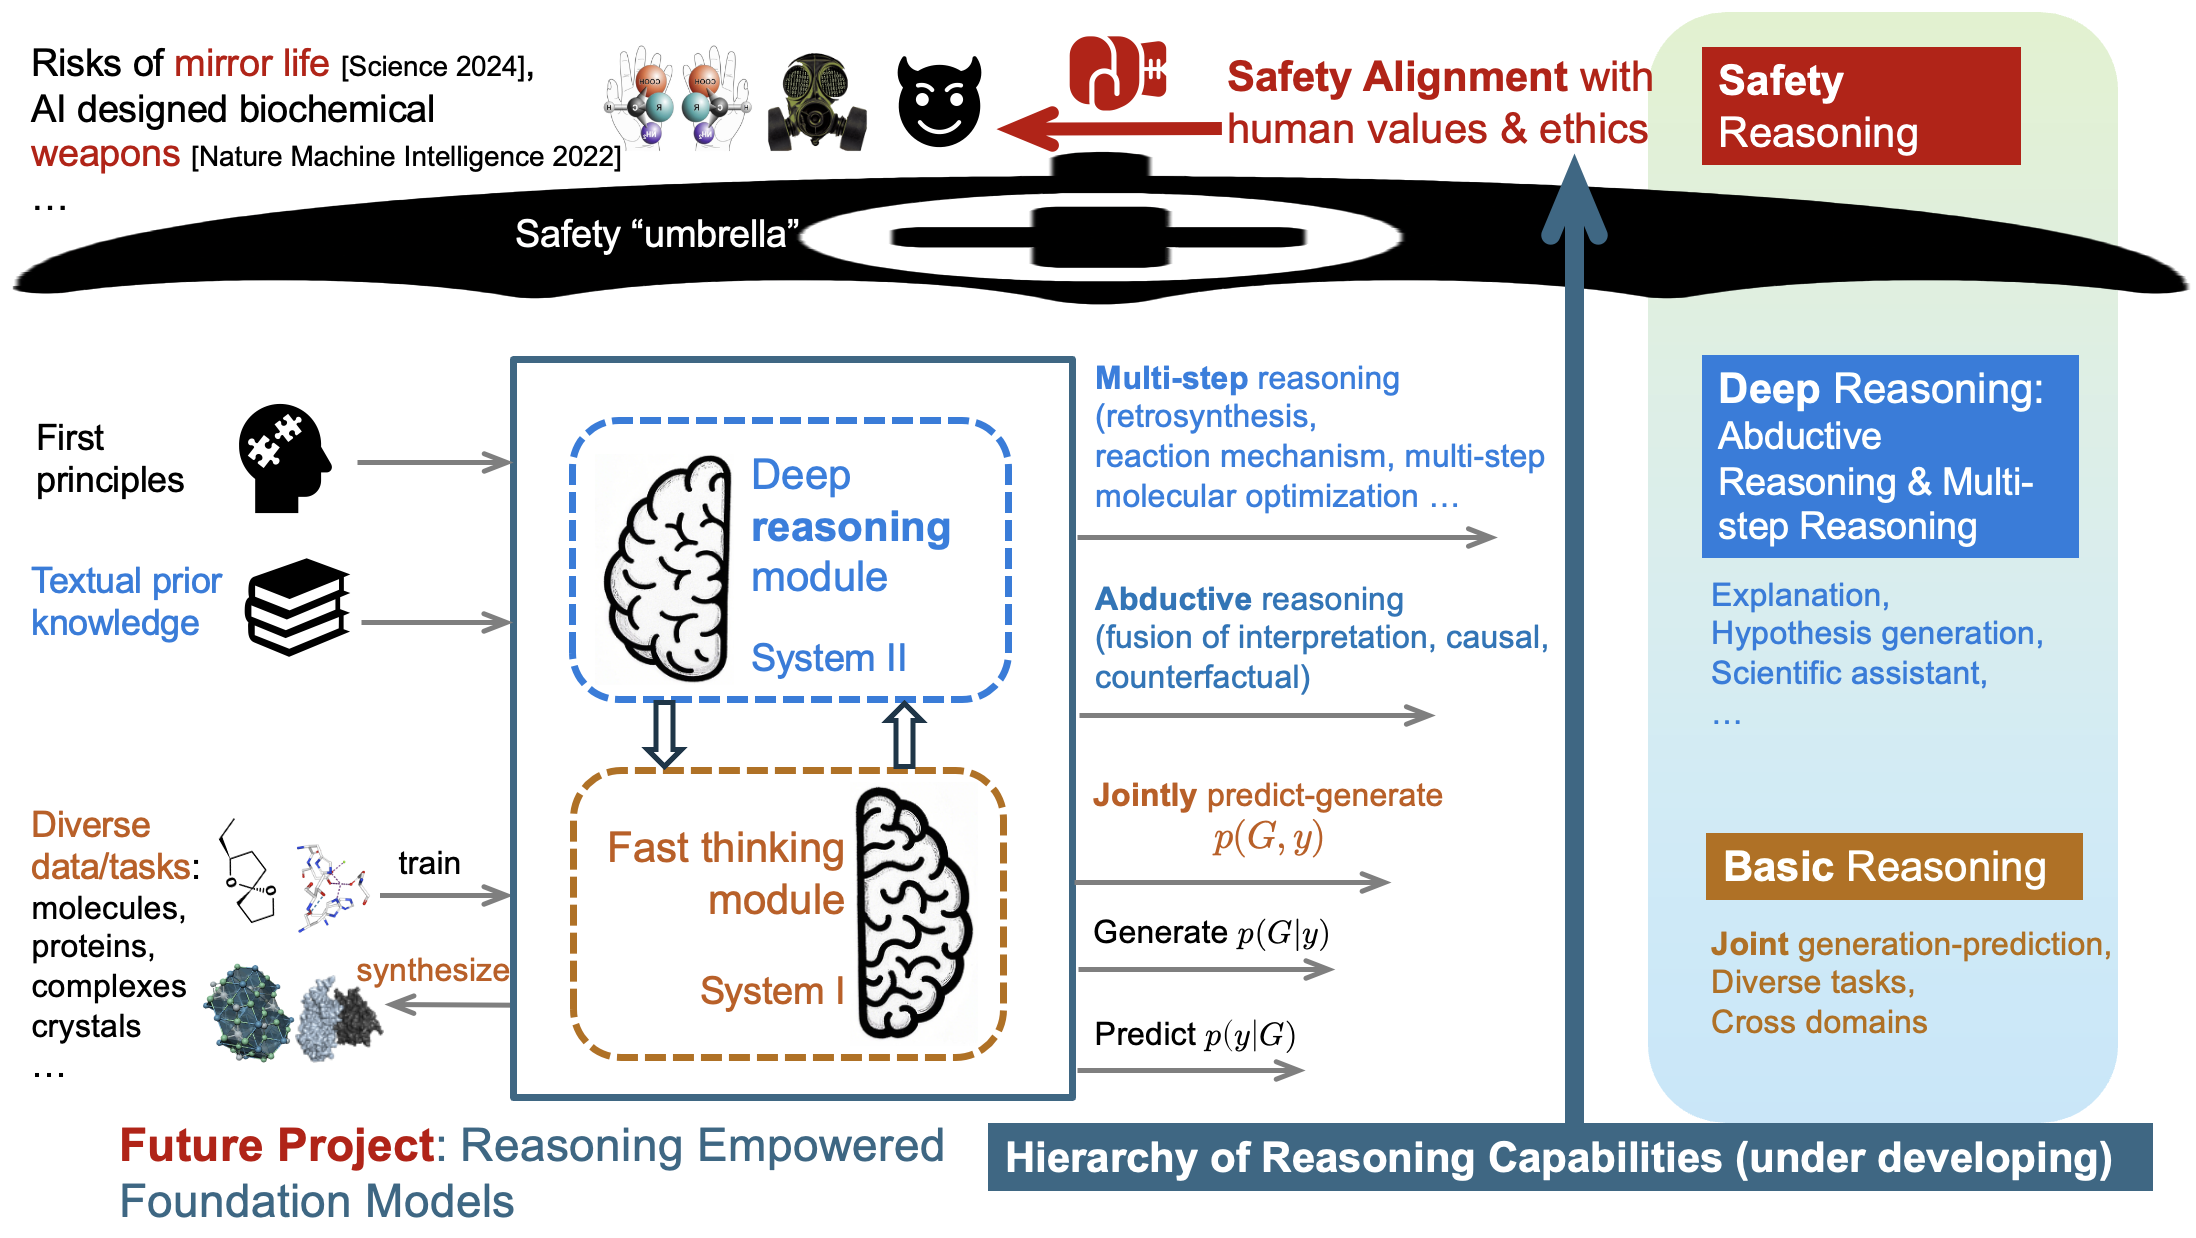 Risks of mirror life [Science 2024],
AI designed biochemical
weapons [Nature Machine Intelligence 2022]
…
COOH
R
C
H
NH₂
COOH
R
C
H
NH₂
Safety Alignment with
human values & ethics
Safety
Reasoning
Safety “umbrella”
First
principles
Textual prior
knowledge
Diverse
data/tasks:
molecules,
proteins,
complexes
crystals
…
O
O
train
synthesize
Deep
reasoning
module
System II
Fast thinking
module
System I
Multi-step reasoning
(retrosynthesis,
reaction mechanism, multi-step
molecular optimization …
Abductive reasoning
(fusion of interpretation, causal,
counterfactual)
Jointly predict-generate
p(G, y)
Generate p(G|y)
Predict p(y|G)
Deep Reasoning:
Abductive
Reasoning & Multi-
step Reasoning
Explanation,
Hypothesis generation,
Scientific assistant,
…
Basic Reasoning
Joint generation-prediction,
Diverse tasks,
Cross domains
Future Project: Reasoning Empowered
Foundation Models
Hierarchy of Reasoning Capabilities (under developing)